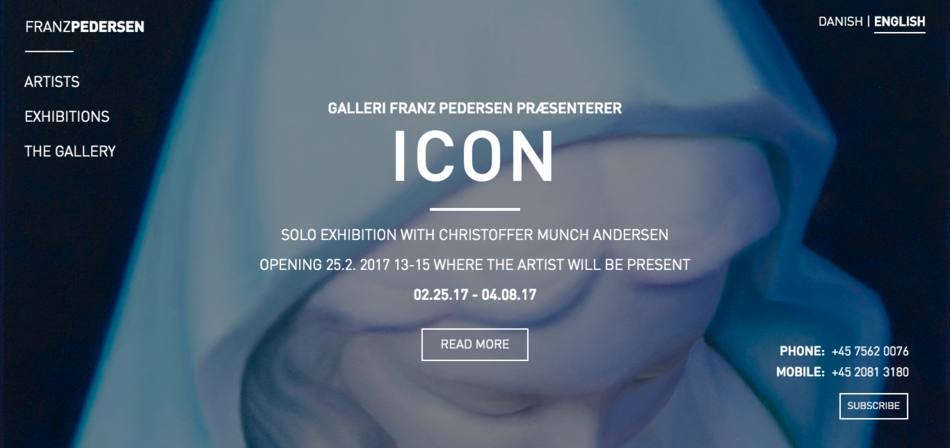 FRANZPEDERSEN
DANISH | ENGLISH
ARTISTS
EXHIBITIONS
THE GALLERY
GALLERI FRANZ PEDERSEN PRÆSENTERER
ICON
SOLO EXHIBITION WITH CHRISTOFFER MUNCH ANDERSEN
OPENING 25.2. 2017 13-15 WHERE THE ARTIST WILL BE PRESENT
02.25.17 - 04.08.17
READ MORE
PHONE: +45 7562 0076
MOBILE: +45 2081 3180
SUBSCRIBE